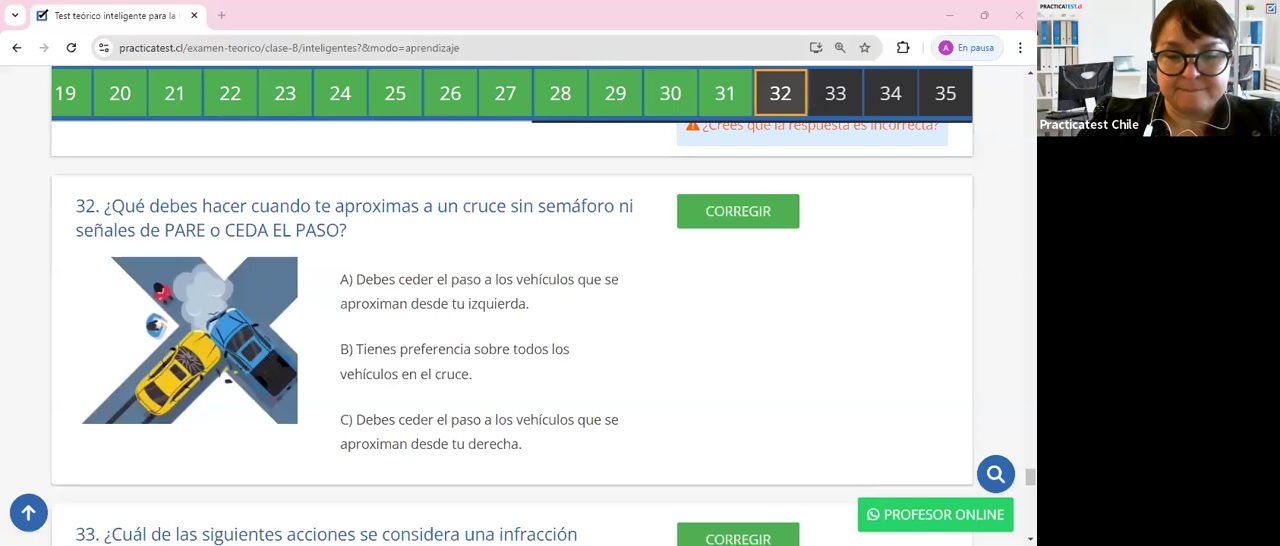 Test teórico inteligente para la
practicatest.cl/examen-teorico/clase-B/inteligentes?&modo=aprendizaje
A En pausa
PRACTICATEST.cl
19 20 21 22 23 24 25 26 27 28 29 30 31 32 33 34 35
¿Crees que la respuesta es incorrecta?
Practicatest Chile
32. ¿Qué debes hacer cuando te aproximas a un cruce sin semáforo ni
señales de PARE o CEDA EL PASO?
CORREGIR
A) Debes ceder el paso a los vehículos que se
aproximan desde tu izquierda.
B) Tienes preferencia sobre todos los
vehículos en el cruce.
C) Debes ceder el paso a los vehículos que se
aproximan desde tu derecha.
PROFESOR ONLINE
33. ¿Cuál de las siguientes acciones se considera una infracción
CORREGIR